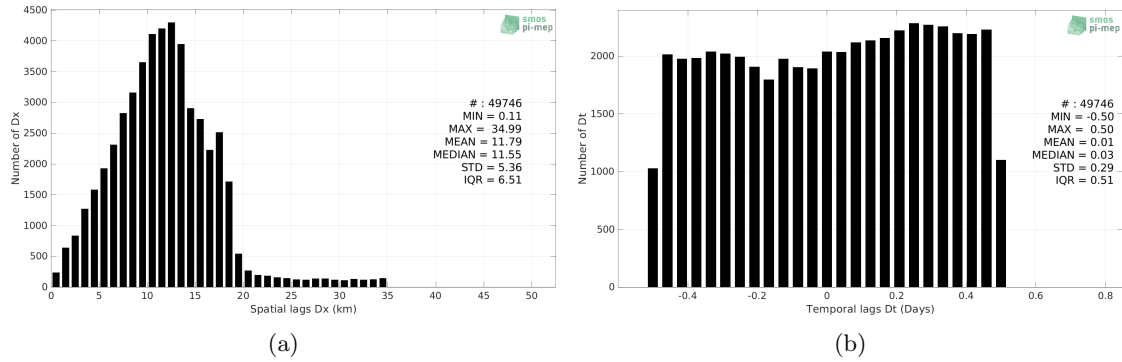 4500
4000
3500
3000
2500
2000
1500
1000
500
0
Number of Dx
0 5 10 15 20 25 30 35 40 45 50
Spatial lags Dx (km)
smos
pi-mep
# : 49746
MIN = 0.11
MAX = 34.99
MEAN = 11.79
MEDIAN = 11.55
STD = 5.36
IQR = 6.51
(a)
2000
1500
1000
500
0
Number of Dt
-0.4 -0.2 0 0.2 0.4 0.6 0.8
Temporal lags Dt (Days)
smos
pi-mep
# : 49746
MIN = -0.50
MAX = 0.50
MEAN = 0.01
MEDIAN = 0.03
STD = 0.29
IQR = 0.51
(b)